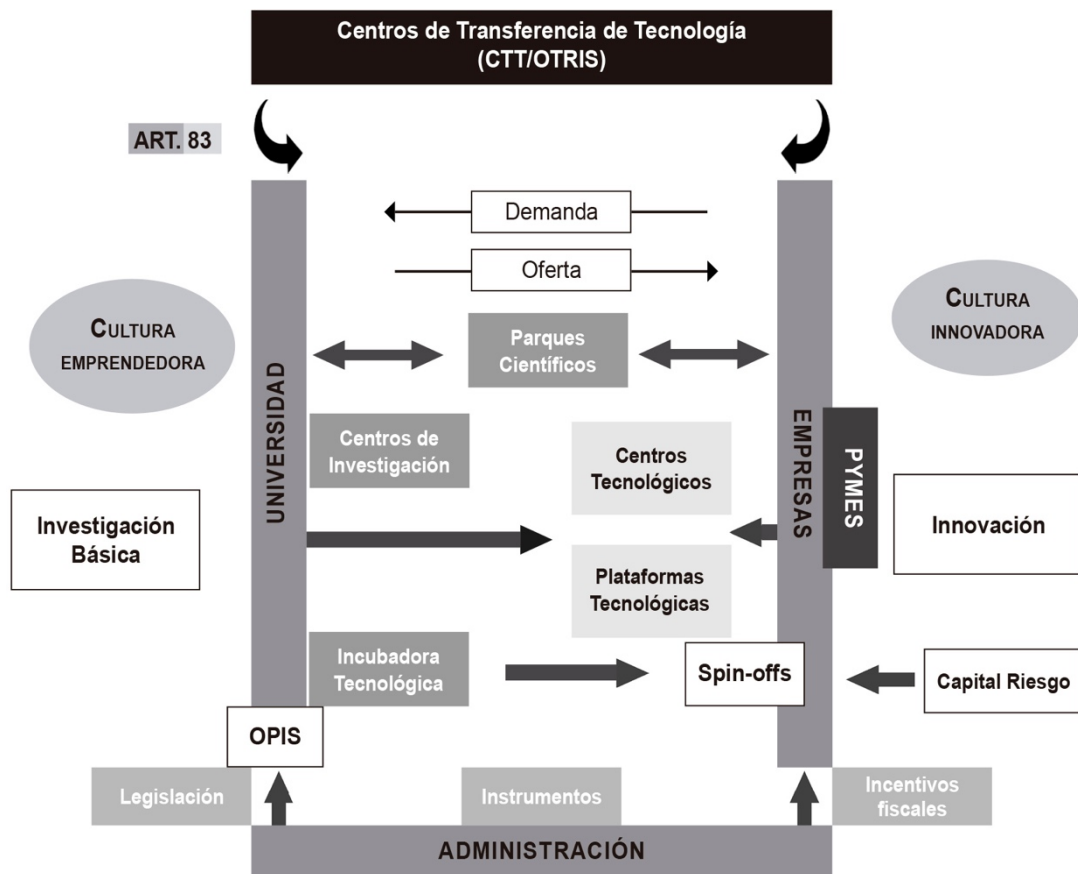 Centros de Transferencia de Tecnología
(CTT/OTRIS)
ART. 83
Demanda
Oferta
CULTURA
EMPRENDEDORA
CULTURA
INNOVADORA
Parques
Científicos
UNIVERSIDAD
EMPRESAS
PYMES
Centros de
Investigación
Centros
Tecnológicos
Investigación
Básica
Innovación
Plataformas
Tecnológicas
Incubadora
Tecnológica
Spin-offs
Capital Riesgo
OPIS
Legislación
Instrumentos
Incentivos
fiscales
ADMINISTRACIÓN